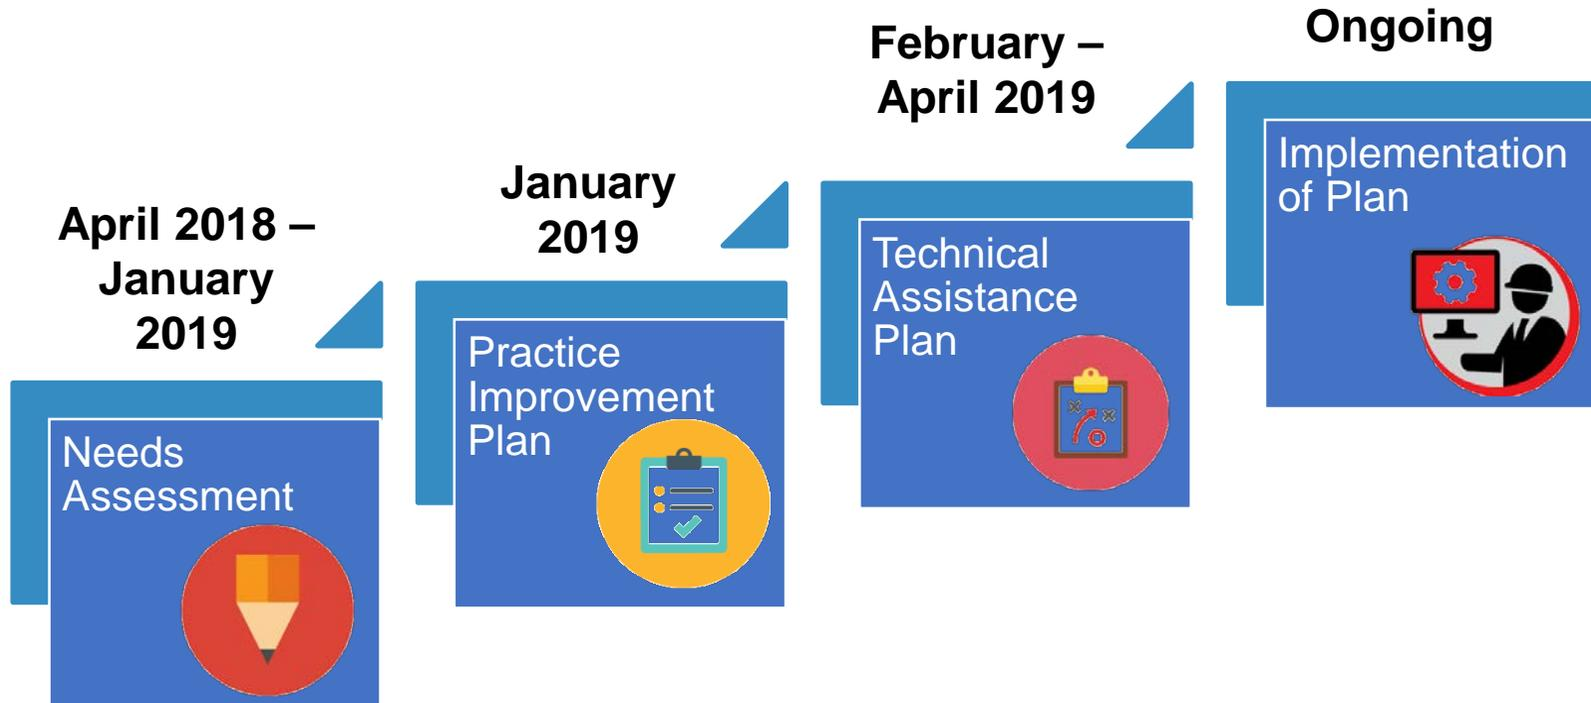 April 2018 –
January
2019
Needs
Assessment
January
2019
Practice
Improvement
Plan
February –
April 2019
Technical
Assistance
Plan
Ongoing
Implementation
of Plan